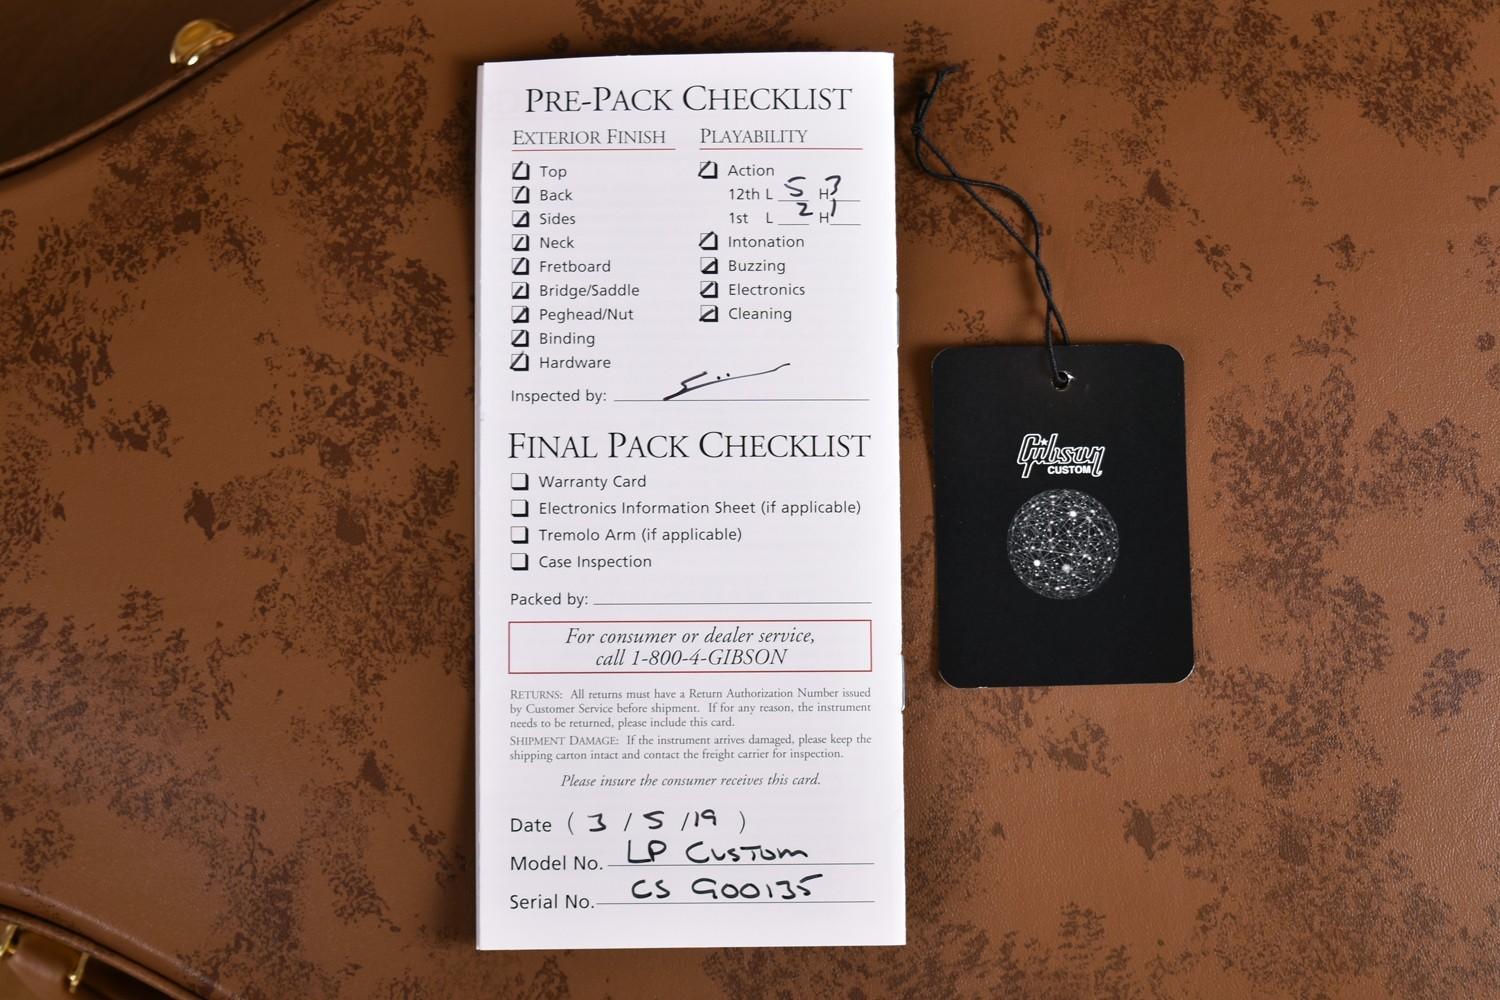 PRE-PACK CHECKLIST
EXTERIOR FINISH
Top
Back
Sides
Neck
Fretboard
Bridge/Saddle
Peghead/Nut
Binding
Hardware
PLAYABILITY
Action
12th L 5 H 3
1st L 2 H 1
Intonation
Buzzing
Electronics
Cleaning
Inspected by:
FINAL PACK CHECKLIST
Warranty Card
Electronics Information Sheet (if applicable)
Tremolo Arm (if applicable)
Case Inspection
Packed by:
For consumer or dealer service,
call 1-800-4-GIBSON
RETURNS: All returns must have a Return Authorization Number issued
by Customer Service before shipment. If for any reason, the instrument
needs to be returned, please include this card.
SHIPMENT DAMAGE: If the instrument arrives damaged, please keep the
shipping carton intact and contact the freight carrier for inspection.
Please insure the consumer receives this card.
Date ( 3 / 5 / 19 )
Model No. LP Custom
Serial No. CS 900135
Gibson
CUSTOM